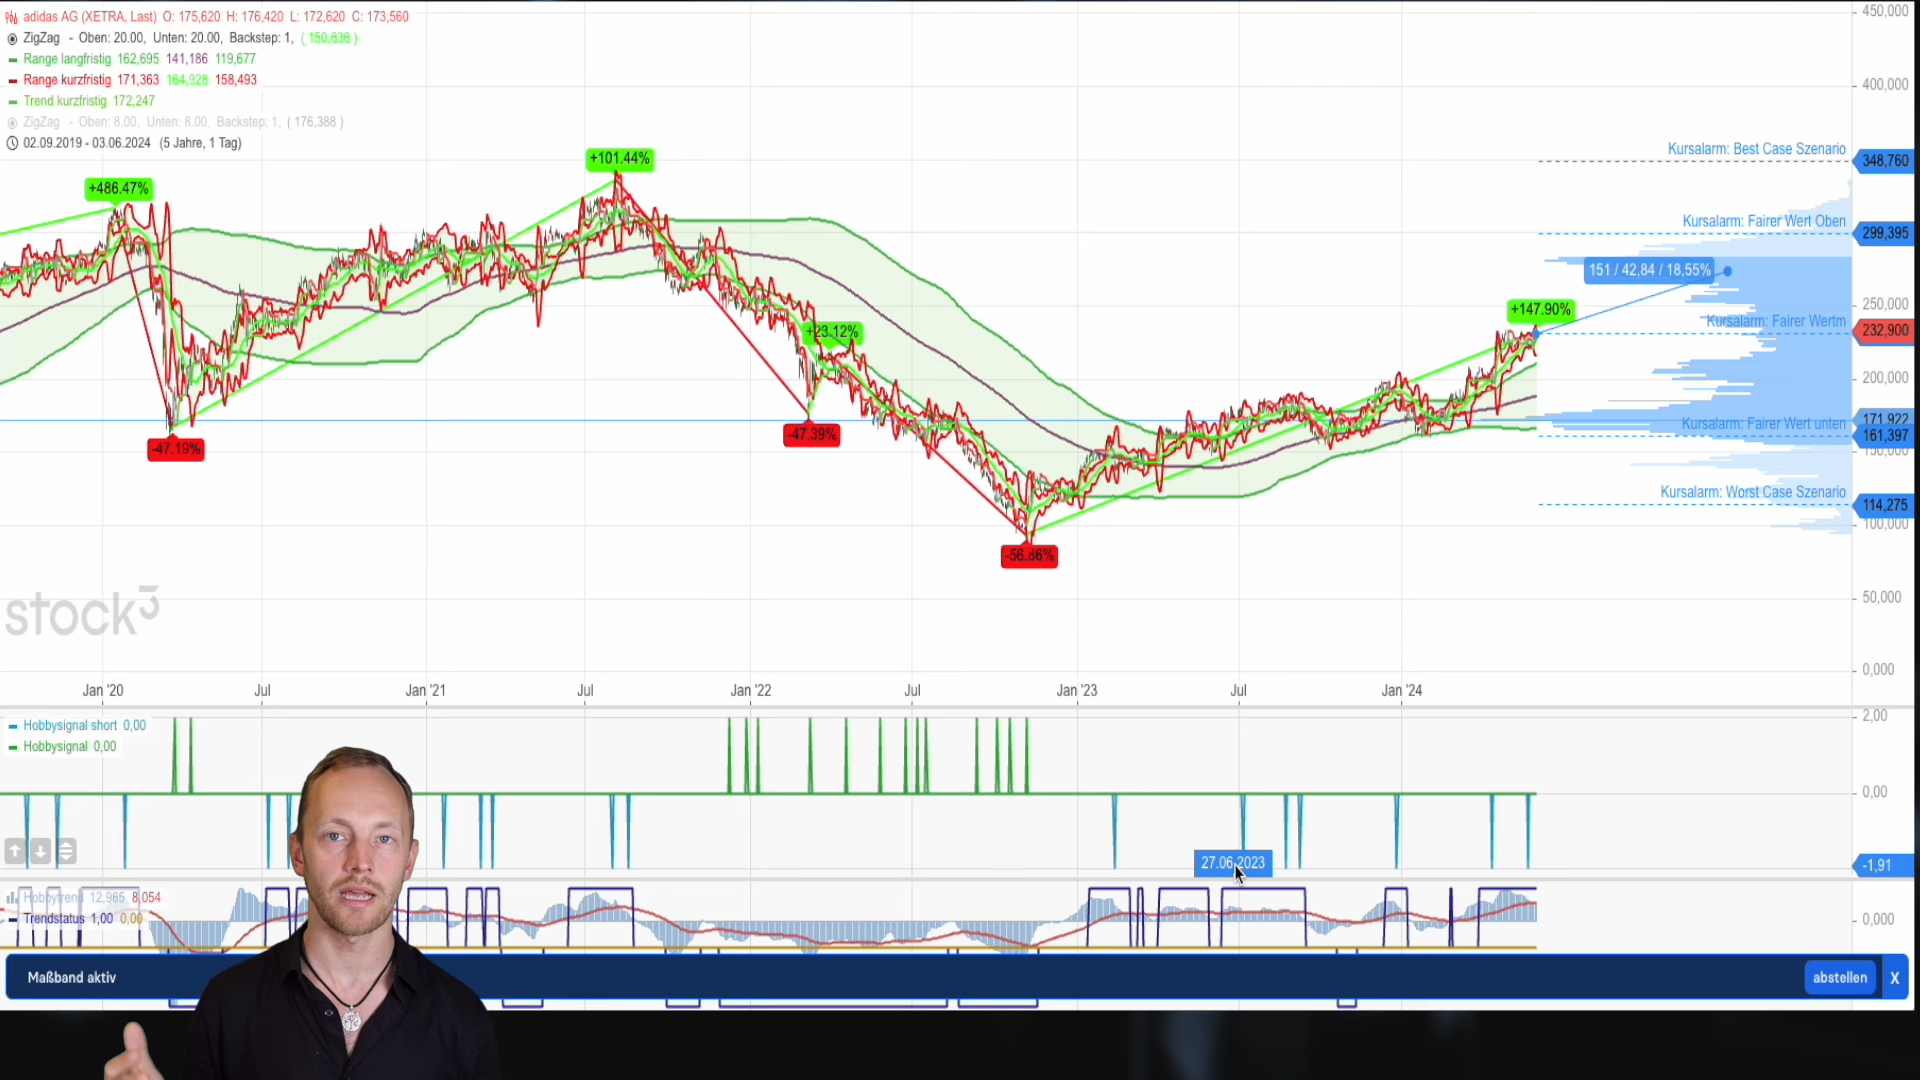 adidas AG (XETRA, Last) O: 175,620 H: 176,420 L: 172,620 C: 173,560
ZigZag - Oben: 20.00, Unten: 20.00, Backstep: 1, ( 150,636 )
Range langfristig 162,695 141,186 119,677
Range kurzfristig 171,363 164,928 158,493
Trend kurzfristig 172,247
ZigZag - Oben: 8.00, Unten: 8.00, Backstep: 1, ( 176,388 )
02.09.2019 - 03.06.2024 (5 Jahre, 1 Tag)
450,000
400,000
Kursalarm: Best Case Szenario
348,760
+101.44%
+486.47%
Kursalarm: Fairer Wert Oben
299,395
151 / 42,84 / 18,55%
250,000
+147.90%
Kursalarm: Fairer Wertm
232,900
+23.12%
200,000
171,922
Kursalarm: Fairer Wert unten
161,397
150,000
-47.39%
-47.19%
Kursalarm: Worst Case Szenario
114,275
100,000
-56.86%
50,000
stock3
0,000
Jan '20 Jul Jan '21 Jul Jan '22 Jul Jan '23 Jul Jan '24
Hobbysignal short 0,00
Hobbysignal 0,00
2,00
0,00
-1,91
27.06.2023
Hobbytrend 12,965 8,054
Trendstatus 1,00 0,00
0,000
Maßband aktiv
abstellen X